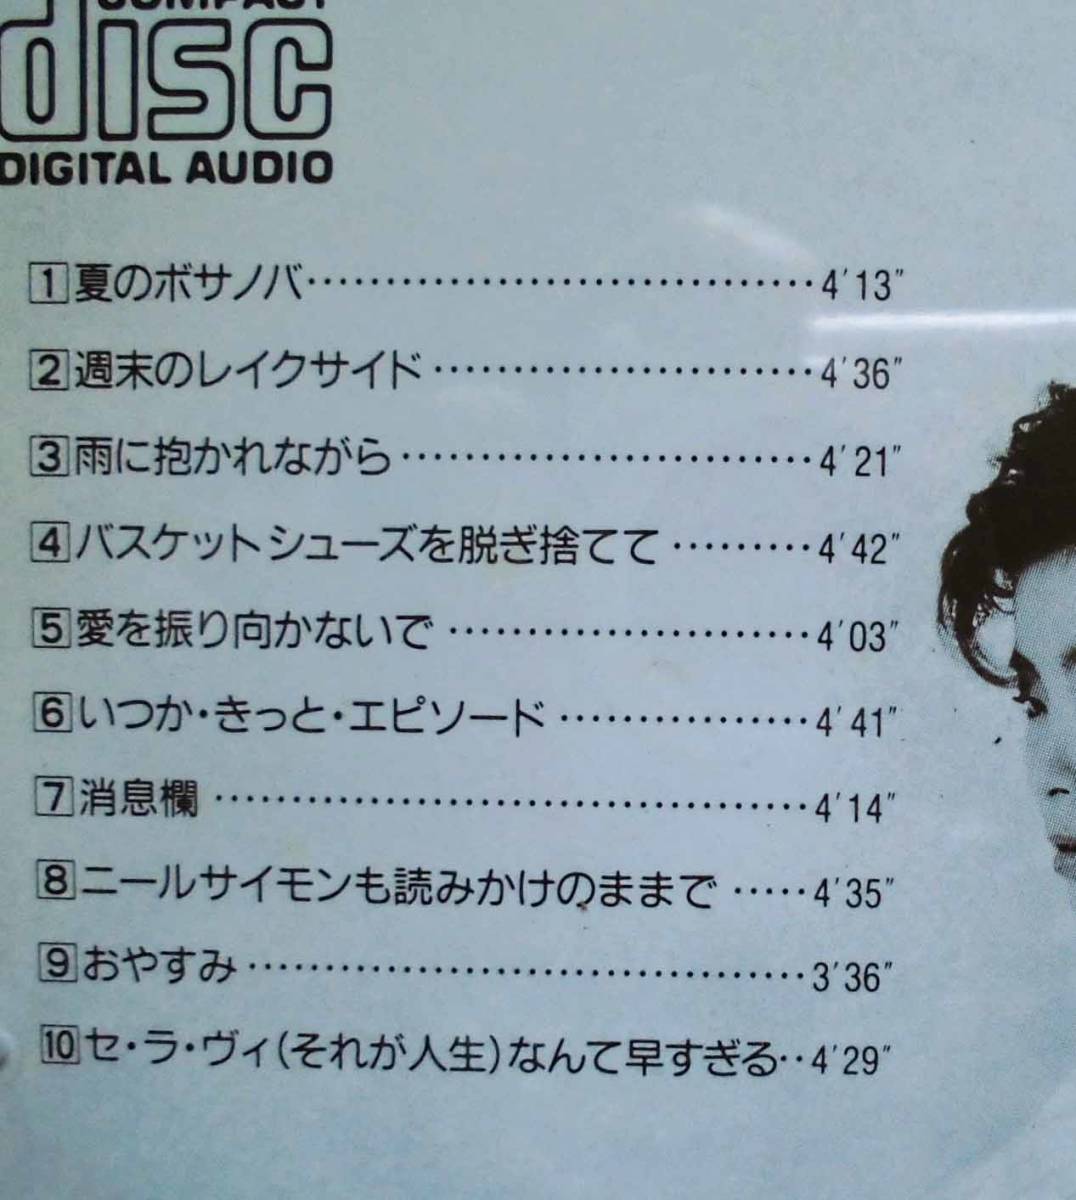 COMPACT
disc
DIGITAL AUDIO
1 夏のボサノバ‥‥‥‥‥‥‥‥‥‥‥‥‥‥‥‥4'13"
2 週末のレイクサイド‥‥‥‥‥‥‥‥‥‥‥‥4'36"
3 雨に抱かれながら‥‥‥‥‥‥‥‥‥‥‥‥‥4'21"
4 バスケットシューズを脱ぎ捨てて‥‥‥‥4'42"
5 愛を振り向かないで‥‥‥‥‥‥‥‥‥‥‥4'03"
6 いつか・きっと・エピソード‥‥‥‥‥‥‥‥4'41"
7 消息欄‥‥‥‥‥‥‥‥‥‥‥‥‥‥‥‥‥‥4'14"
8 ニールサイモンも読みかけのままで‥‥4'35"
9 おやすみ‥‥‥‥‥‥‥‥‥‥‥‥‥‥‥‥‥3'36"
10 セ・ラ・ヴィ(それが人生)なんて早すぎる‥4'29"